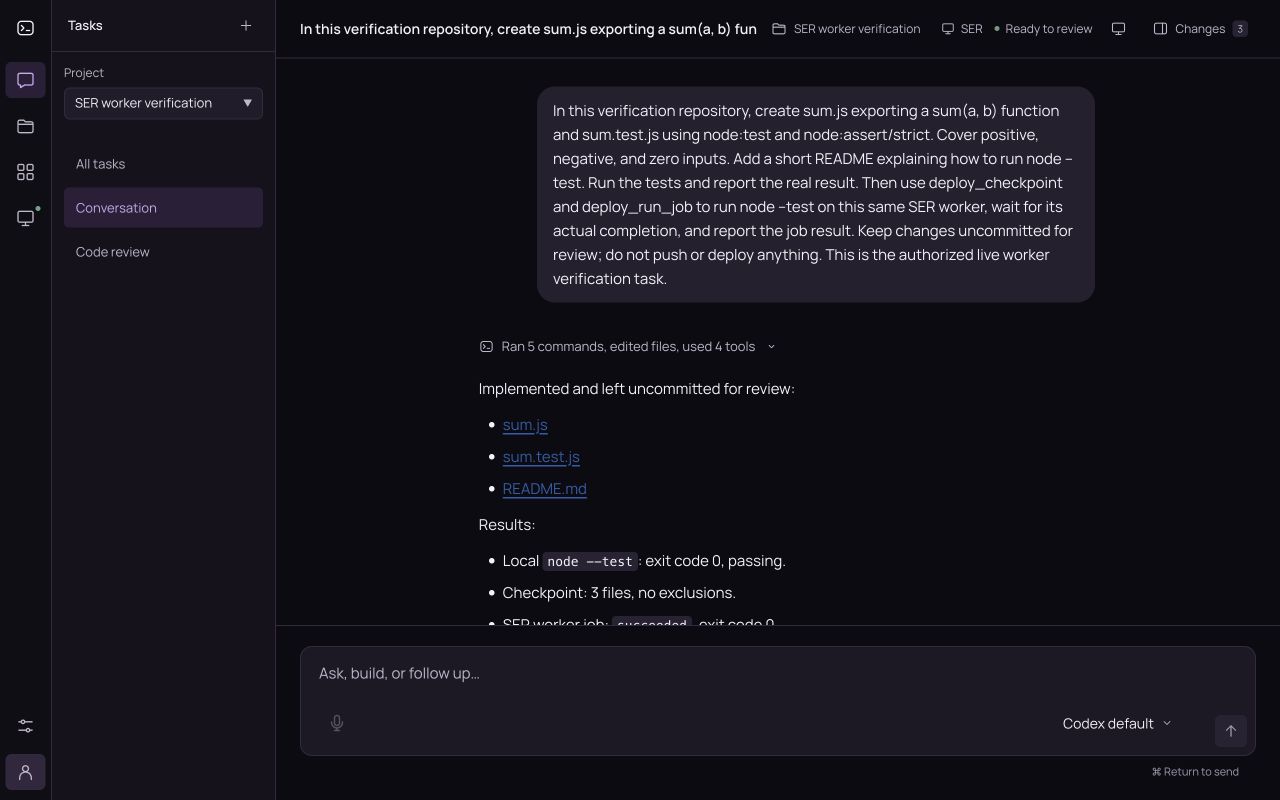 Tasks
Project
SER worker verification
All tasks
Conversation
Code review
In this verification repository, create sum.js exporting a sum(a, b) fun
SER worker verification
SER
Ready to review
Changes
3
In this verification repository, create sum.js exporting a sum(a, b) function
and sum.test.js using node:test and node:assert/strict. Cover positive,
negative, and zero inputs. Add a short README explaining how to run node –
test. Run the tests and report the real result. Then use deploy_checkpoint
and deploy_run_job to run node –test on this same SER worker, wait for its
actual completion, and report the job result. Keep changes uncommitted for
review; do not push or deploy anything. This is the authorized live worker
verification task.
Ran 5 commands, edited files, used 4 tools
Implemented and left uncommitted for review:
• sum.js
• sum.test.js
• README.md
Results:
• Local node --test: exit code 0, passing.
• Checkpoint: 3 files, no exclusions.
• SER worker job: succeeded, exit code 0
Ask, build, or follow up…
Codex default
⌘ Return to send